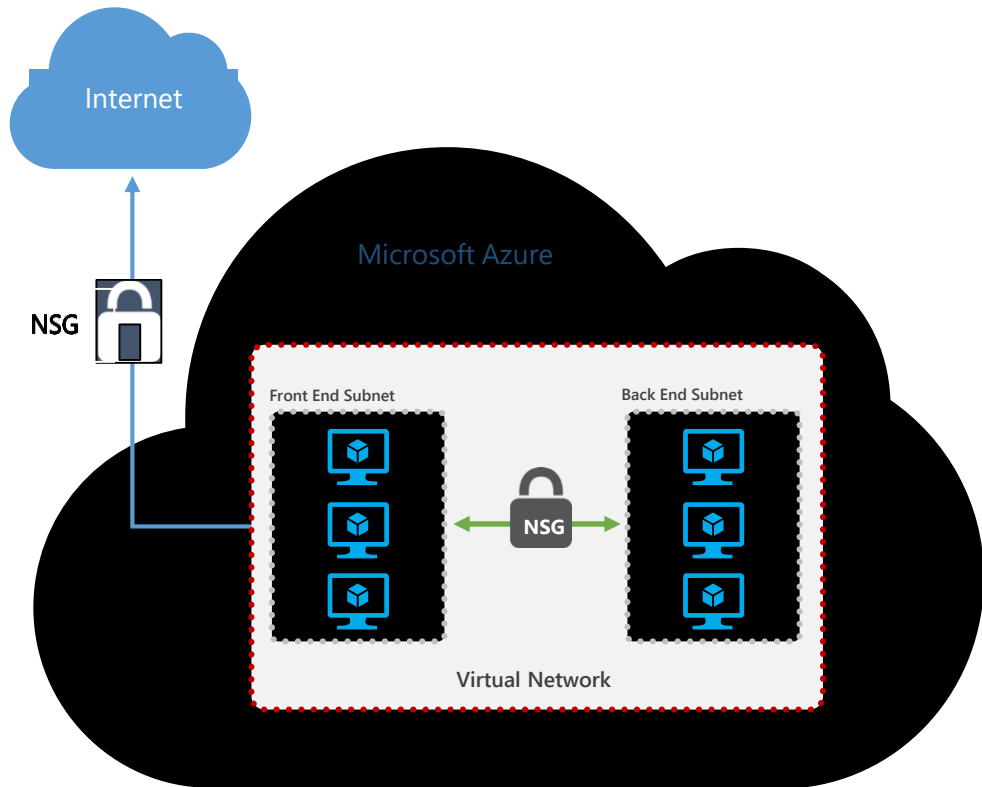 Internet
Microsoft Azure
NSG
Front End Subnet
Back End Subnet
NSG
Virtual Network